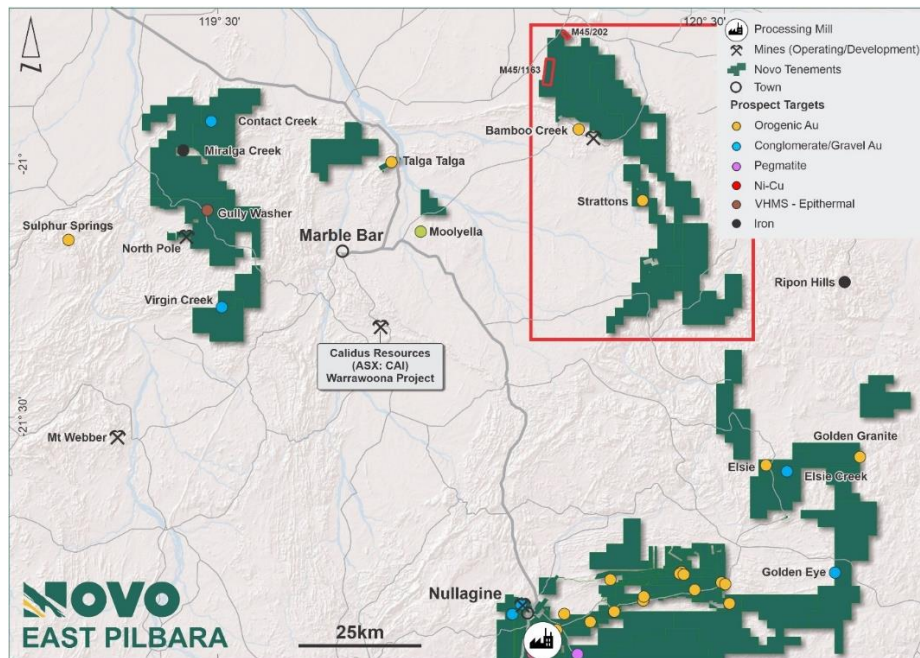 119° 30'
120° 30'
Z
M45/202
M45/1163
Processing Mill
Mines (Operating/Development)
Novo Tenements
Town
Prospect Targets
Orogenic Au
Conglomerate/Gravel Au
Pegmatite
Ni-Cu
VHMS - Epithermal
Iron
Contact Creek
Bamboo Creek
-21°
Miralga Creek
Talga Talga
Strattons
Gully Washer
Sulphur Springs
Moolyella
North Pole
Marble Bar
Ripon Hills
Virgin Creek
Calidus Resources
(ASX: CAI)
Warrawoona Project
-21° 30'
Mt Webber
Golden Granite
Elsie
Elsie Creek
Golden Eye
Nullagine
NOVO
EAST PILBARA
25km